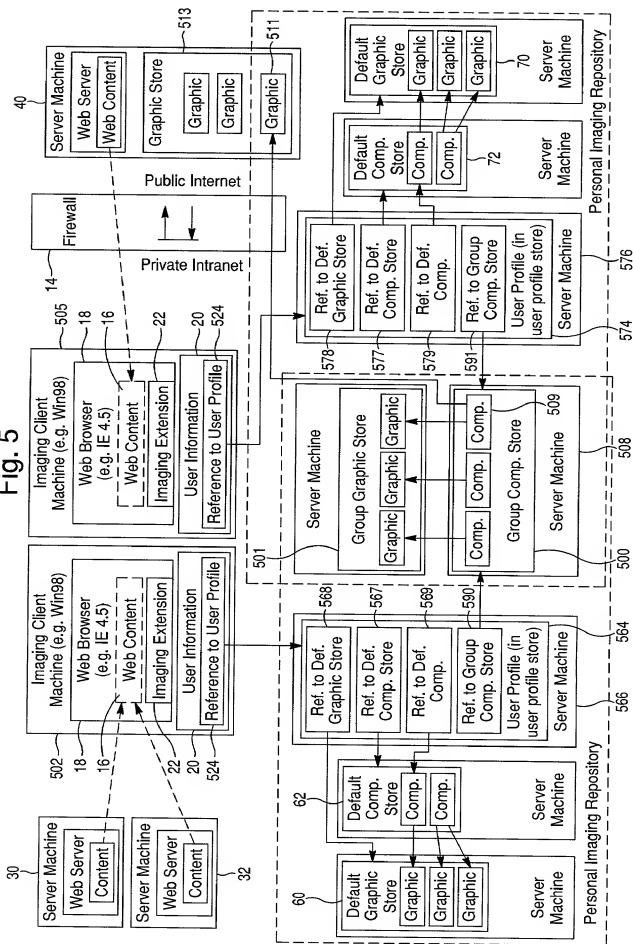 Fig. 5
30
Server Machine
Web Server
Content
Server Machine
Web Server
Content
32
502
Imaging Client
Machine (e.g. Win98)
Web Browser
(e.g. IE 4.5)
Web Content
Imaging Extension
User Information
Reference to User Profile
18
16
22
20
524
Imaging Client
Machine (e.g. Win98)
Web Browser
(e.g. IE 4.5)
Web Content
Imaging Extension
User Information
Reference to User Profile
505
18
16
22
20
524
14
Firewall
Private Intranet
Public Internet
40
Server Machine
Web Server
Web Content
Graphic Store
Graphic
Graphic
Graphic
513
511
60
Default
Graphic
Store
Graphic
Graphic
Graphic
Server
Machine
62
Default
Comp.
Store
Comp.
Comp.
Server
Machine
Ref. to Def.
Graphic Store
Ref. to Def.
Comp. Store
Ref. to Def.
Comp.
Ref. to Group
Comp. Store
User Profile (in
user profile store)
Server Machine
568
567
569
590
564
566
Personal Imaging Repository
501
Server Machine
Group Graphic Store
Graphic
Graphic
Graphic
Comp.
Comp.
Comp.
Group Comp. Store
Server Machine
509
508
500
Ref. to Def.
Graphic Store
Ref. to Def.
Comp. Store
Ref. to Def.
Comp.
Ref. to Group
Comp. Store
User Profile (in
user profile store)
Server Machine
578
577
579
591
574
576
Default
Comp.
Store
Comp.
Comp.
72
Server
Machine
Default
Graphic
Store
Graphic
Graphic
Graphic
70
Server
Machine
Personal Imaging Repository